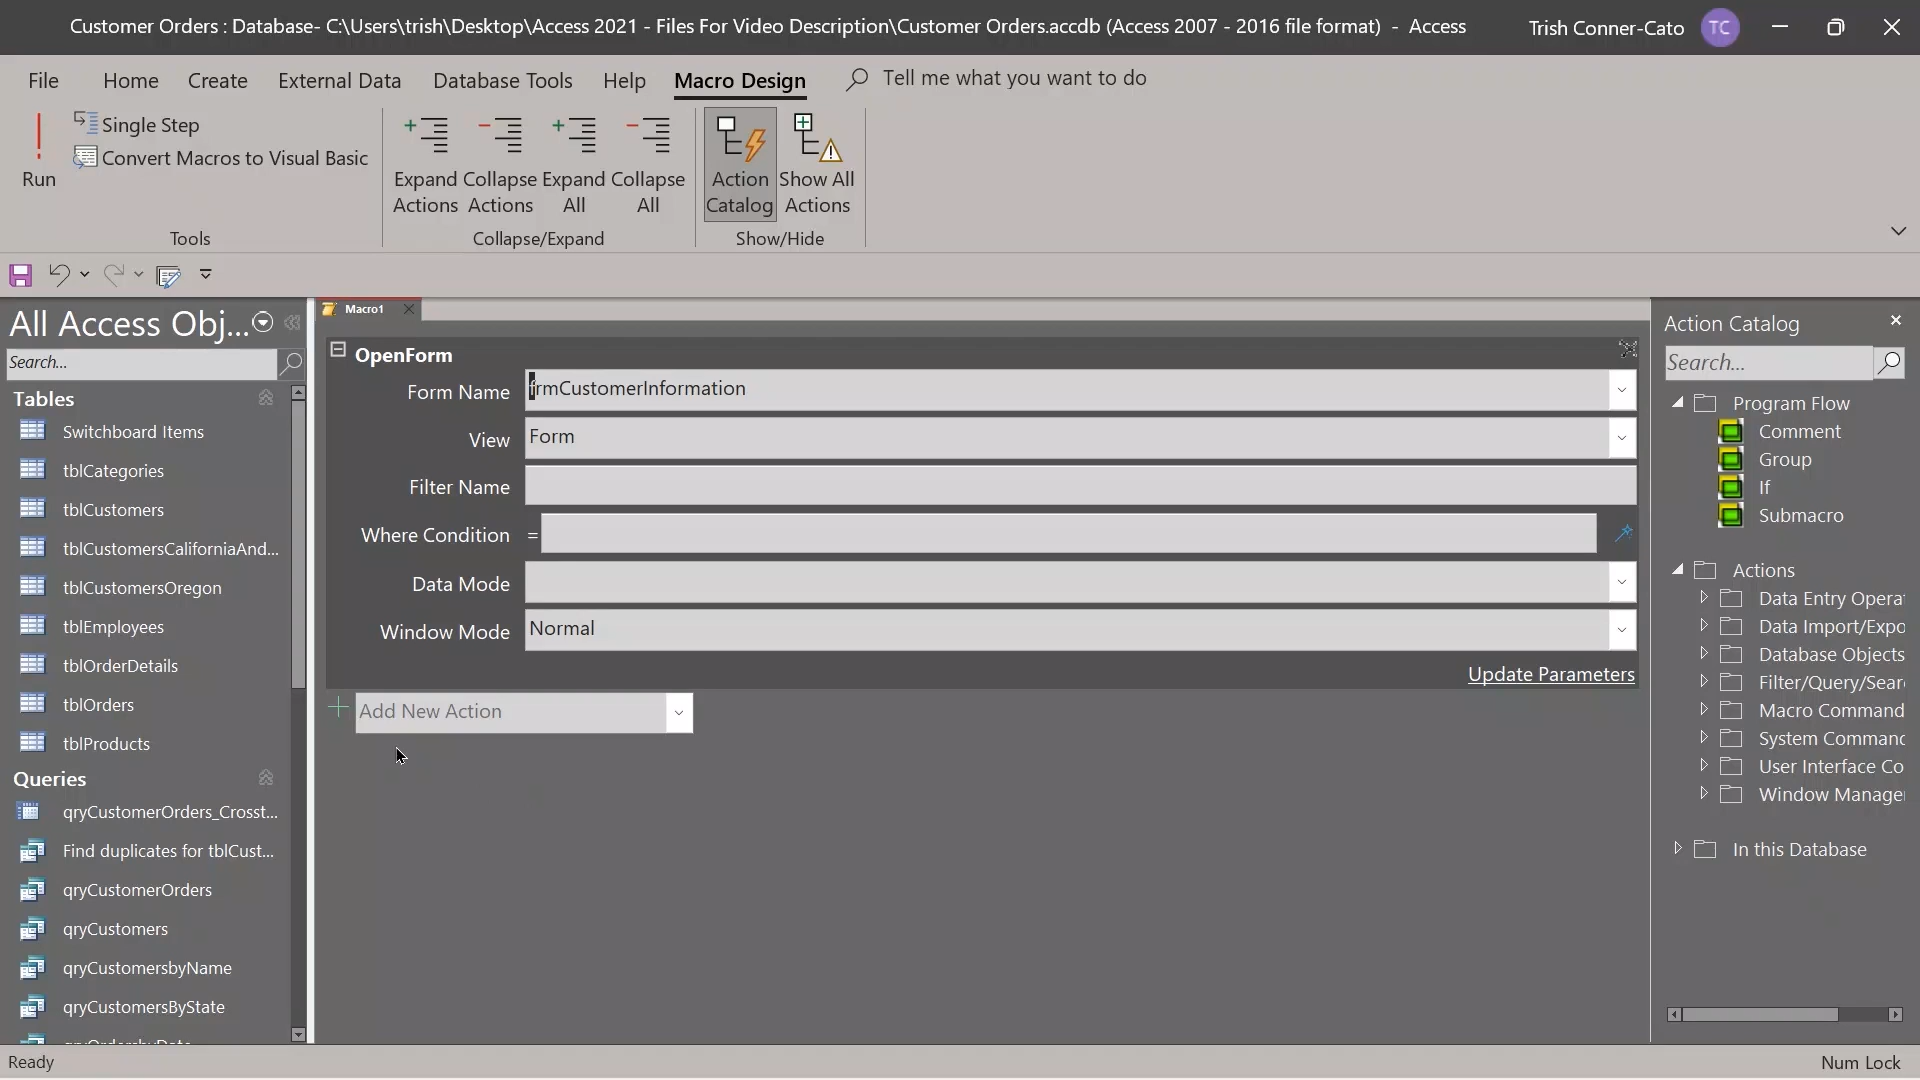 Customer Orders : Database- C:\Users\trish\Desktop\Access 2021 - Files For Video Description\Customer Orders.accdb (Access 2007 - 2016 file format) - Access
Trish Conner-Cato
TC
File
Home
Create
External Data
Database Tools
Help
Macro Design
Tell me what you want to do
Run
Single Step
Convert Macros to Visual Basic
Tools
Expand Actions
Collapse Actions
Expand All
Collapse All
Collapse/Expand
Action Catalog
Show All Actions
Show/Hide
All Access Obj...
Search...
Tables
Switchboard Items
tblCategories
tblCustomers
tblCustomersCaliforniaAnd...
tblCustomersOregon
tblEmployees
tblOrderDetails
tblOrders
tblProducts
Queries
qryCustomerOrders_Crosst...
Find duplicates for tblCust...
qryCustomerOrders
qryCustomers
qryCustomersbyName
qryCustomersByState
Macro1
OpenForm
Form Name
frmCustomerInformation
View
Form
Filter Name
Where Condition =
Data Mode
Window Mode
Normal
Update Parameters
Add New Action
Action Catalog
Search...
Program Flow
Comment
Group
If
Submacro
Actions
Data Entry Opera
Data Import/Expo
Database Objects
Filter/Query/Sear
Macro Command
System Command
User Interface Co
Window Manage
In this Database
Ready
Num Lock